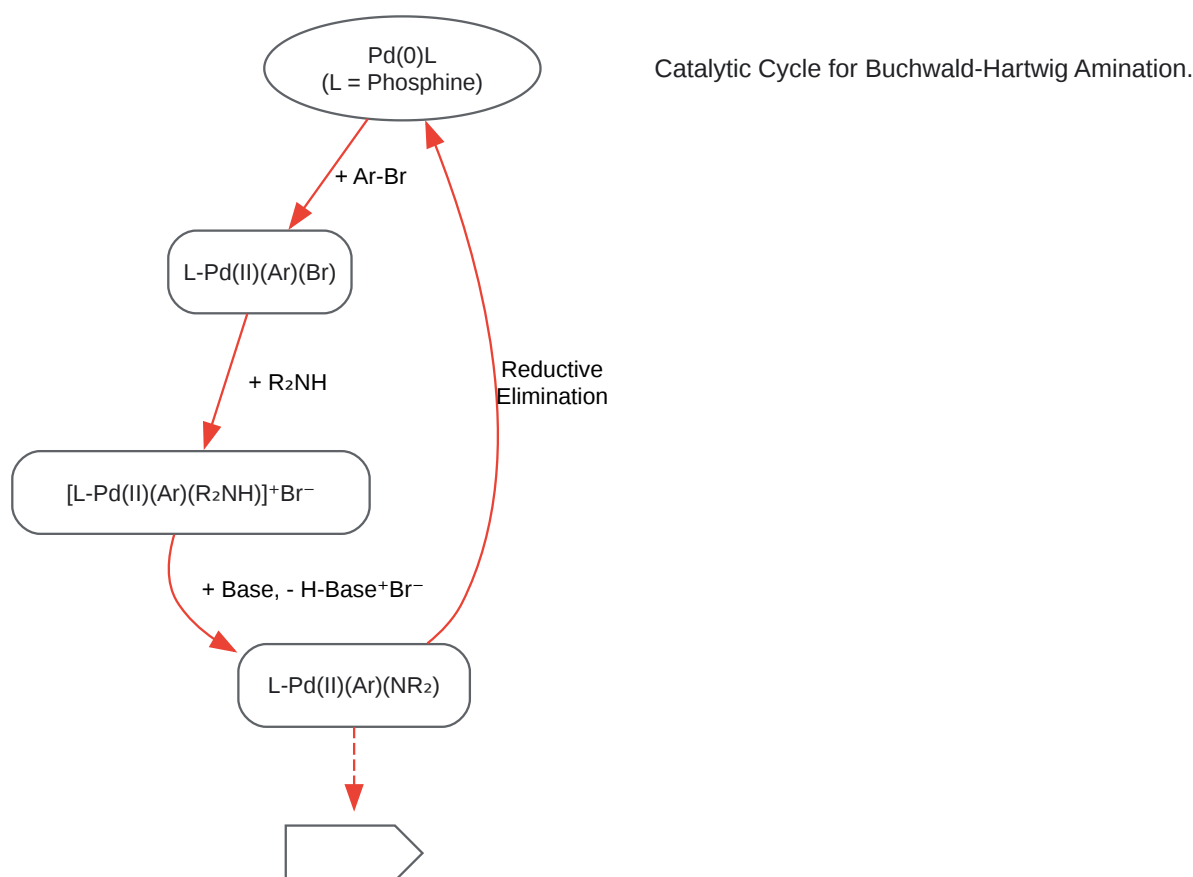 Pd(0)L
(L = Phosphine)
Catalytic Cycle for Buchwald-Hartwig Amination.
+ Ar-Br
L-Pd(II)(Ar)(Br)
+ R₂NH
Reductive
Elimination
[L-Pd(II)(Ar)(R₂NH)]⁺Br⁻
+ Base, - H-Base⁺Br⁻
L-Pd(II)(Ar)(NR₂)